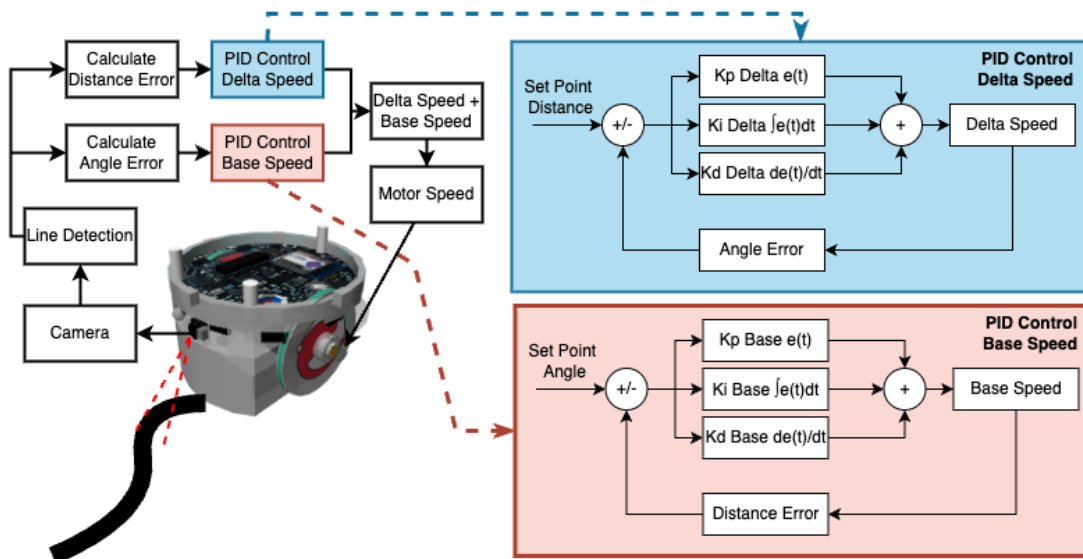 Calculate
Distance Error
PID Control
Delta Speed
Calculate
Angle Error
PID Control
Base Speed
Delta Speed +
Base Speed
Motor Speed
Line Detection
Camera
PID Control
Delta Speed
Set Point
Distance
+/-
Kp Delta e(t)
Ki Delta ∫e(t)dt
Kd Delta de(t)/dt
+
Delta Speed
Angle Error
PID Control
Base Speed
Set Point
Angle
+/-
Kp Base e(t)
Ki Base ∫e(t)dt
Kd Base de(t)/dt
+
Base Speed
Distance Error